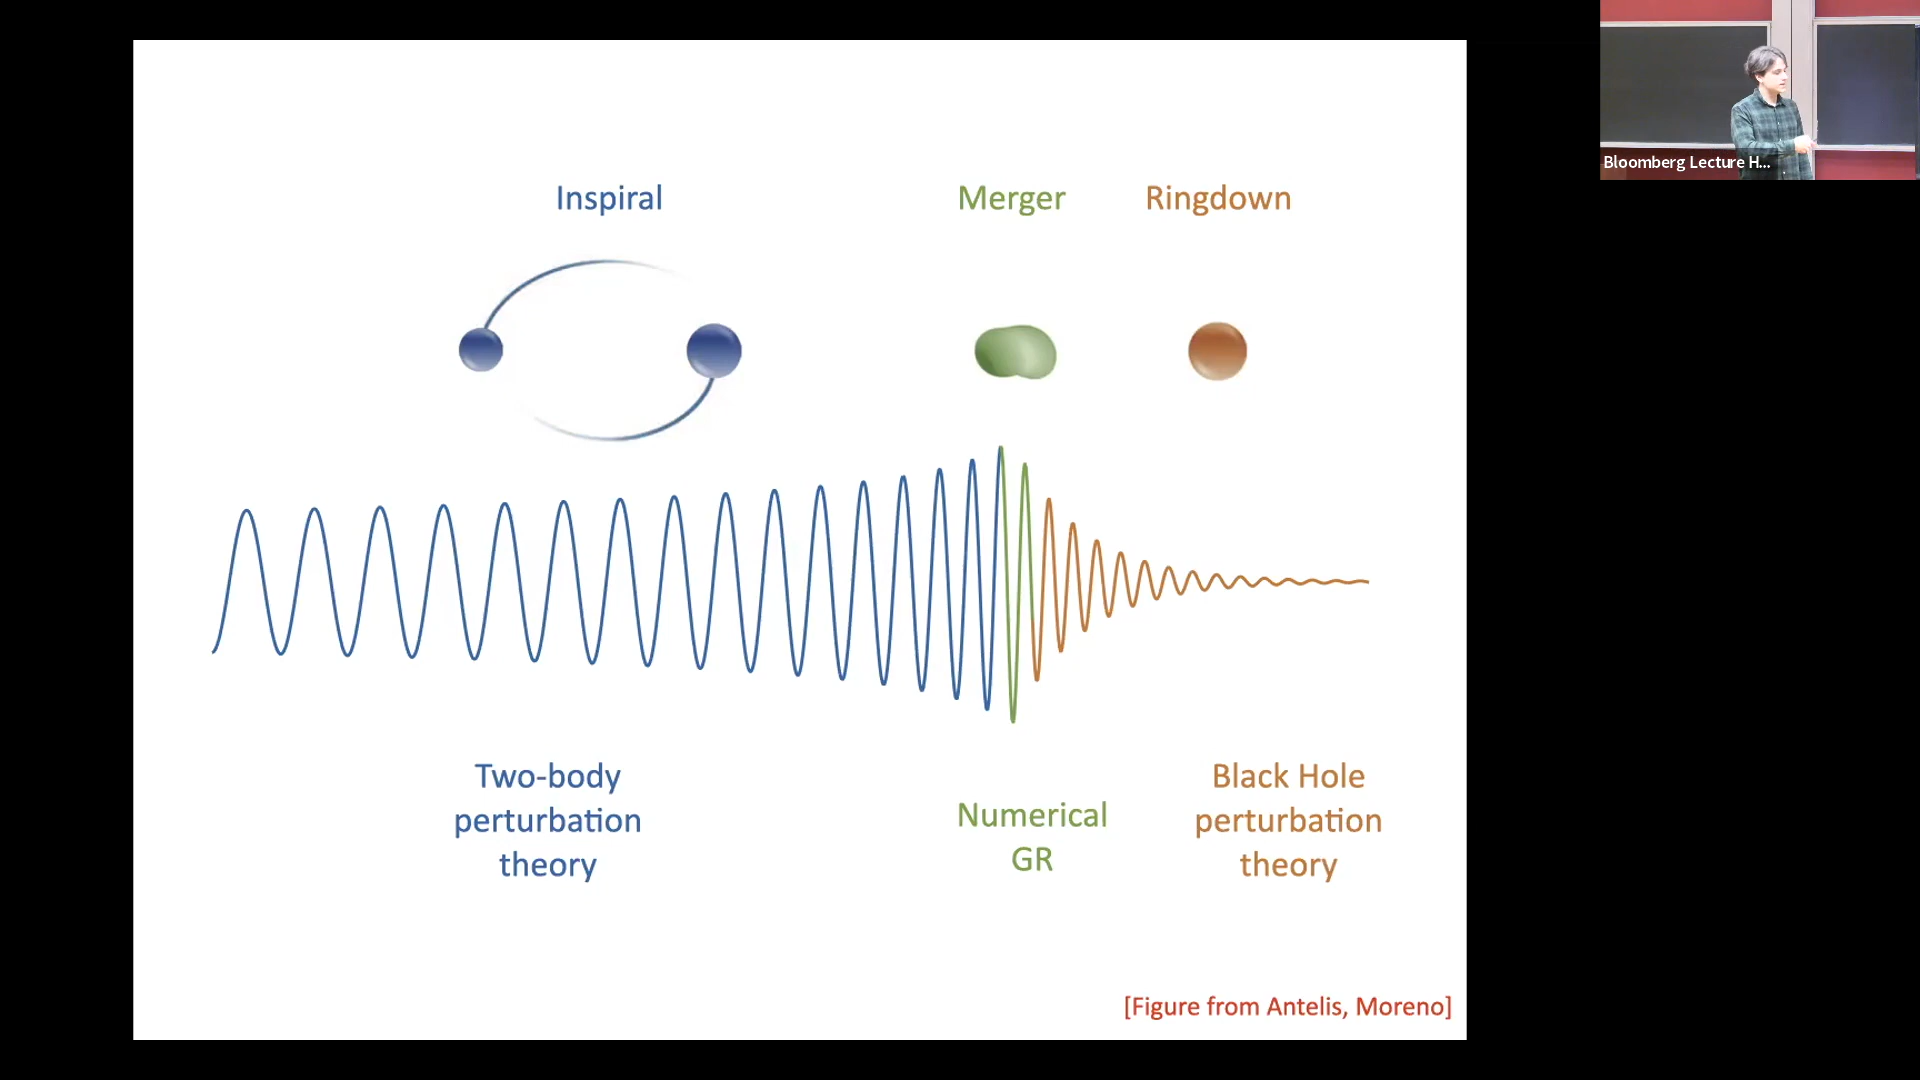 Bloomberg Lecture H...
Inspiral
Merger
Ringdown
Two-body
perturbation
theory
Numerical
GR
Black Hole
perturbation
theory
[Figure from Antelis, Moreno]